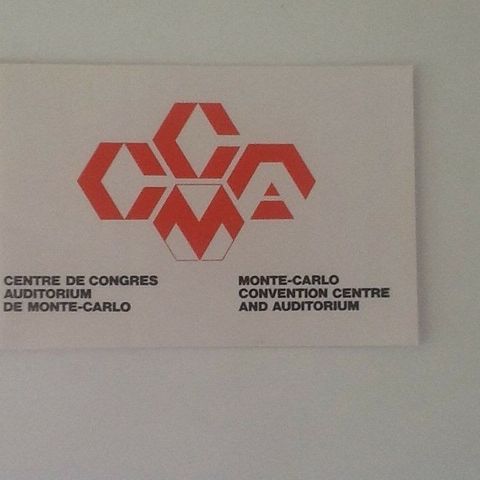 C
C A
M
CENTRE DE CONGRES
AUDITORIUM
DE MONTE-CARLO
MONTE-CARLO
CONVENTION CENTRE
AND AUDITORIUM